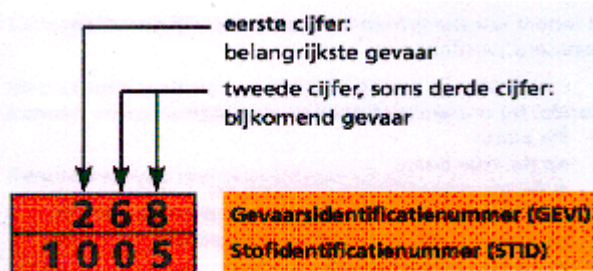 eerste cijfer:
belangrijkste gevaar
tweede cijfer, soms derde cijfer:
bijkomend gevaar
268 Gevaarsidentificatienummer (GEVI)
1005 Stofidentificatienummer (STID)